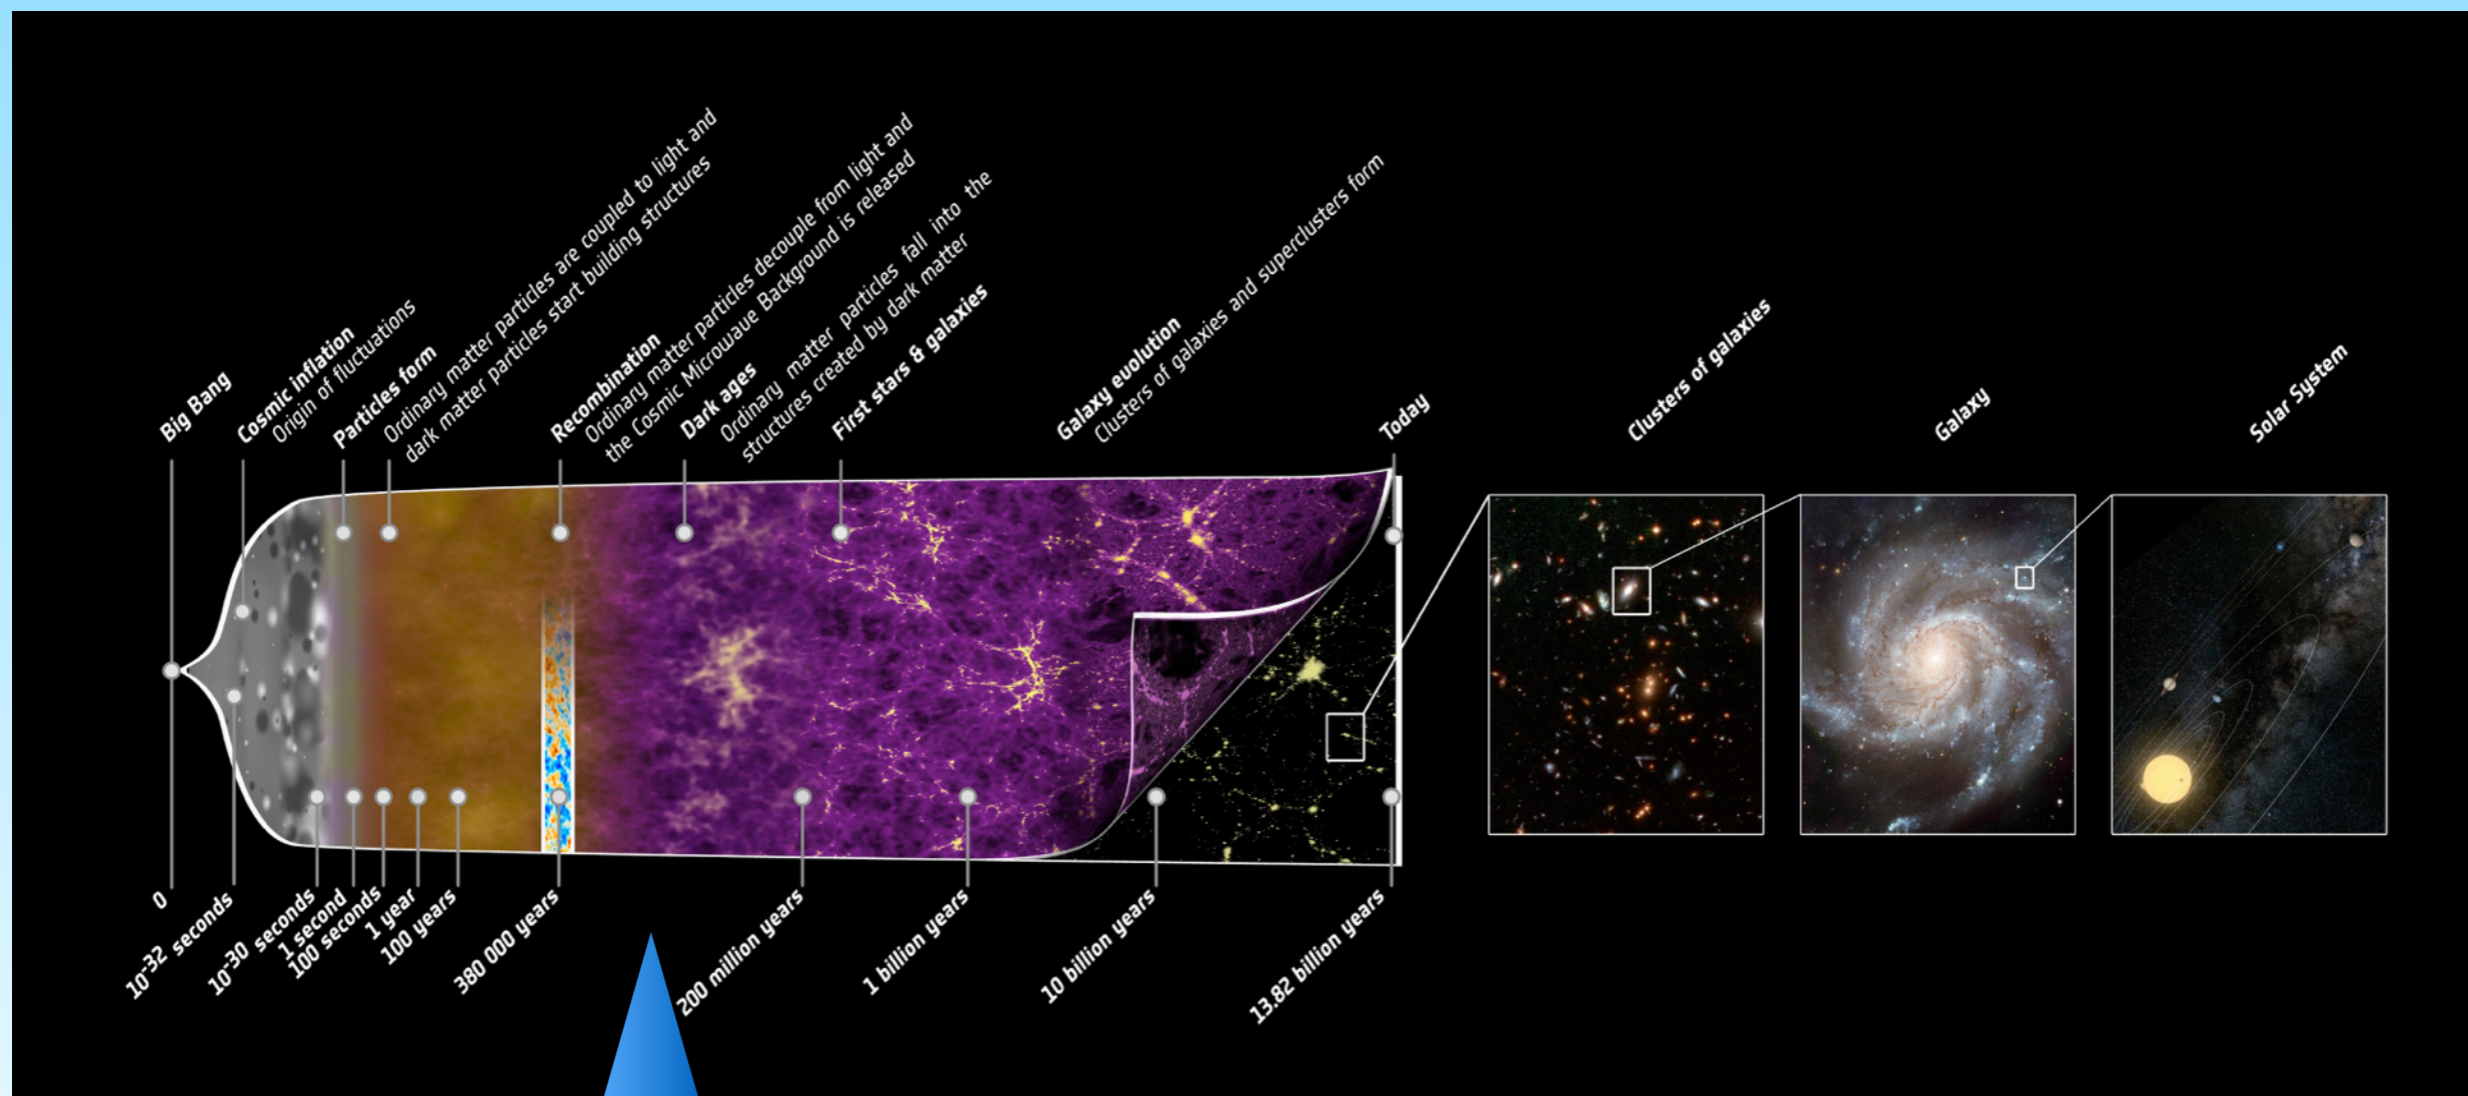 Big Bang
Cosmic inflation
Origin of fluctuations
Particles form
Ordinary matter particles are coupled to light and
dark matter particles start building structures
Recombination
Ordinary matter particles decouple from light and
the Cosmic Microwave Background is released
Dark ages
Ordinary matter particles fall into the
structures created by dark matter
First stars & galaxies
Galaxy evolution
Clusters of galaxies and superclusters form
Today
Clusters of galaxies
Galaxy
Solar System
0
10⁻³² seconds
10⁻³⁰ seconds
1 second
100 seconds
1 year
100 years
380 000 years
200 million years
1 billion years
10 billion years
13.82 billion years